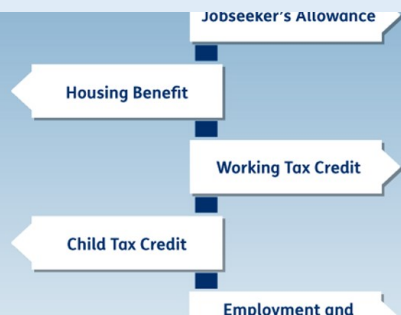 Jobseeker's Allowance
Housing Benefit
Working Tax Credit
Child Tax Credit
Employment and